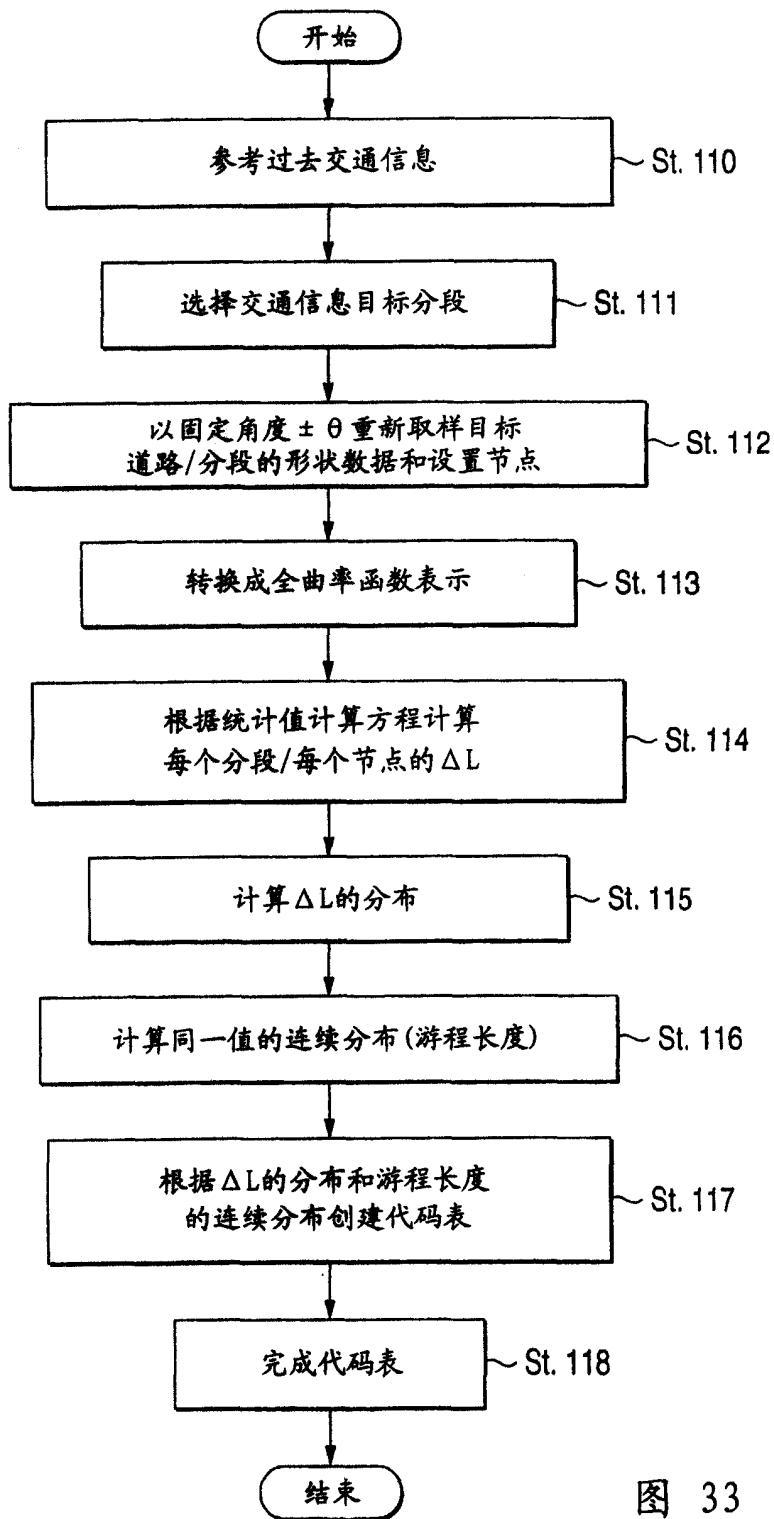 开始
参考过去交通信息
St. 110
选择交通信息目标分段
St. 111
以固定角度 ± θ 重新取样目标
道路/分段的形状数据和设置节点
St. 112
转换成全曲率函数表示
St. 113
根据统计值计算方程计算
每个分段/每个节点的 ΔL
St. 114
计算ΔL的分布
St. 115
计算同一值的连续分布(游程长度)
St. 116
根据ΔL的分布和游程长度
的连续分布创建代码表
St. 117
完成代码表
St. 118
结束
图 33